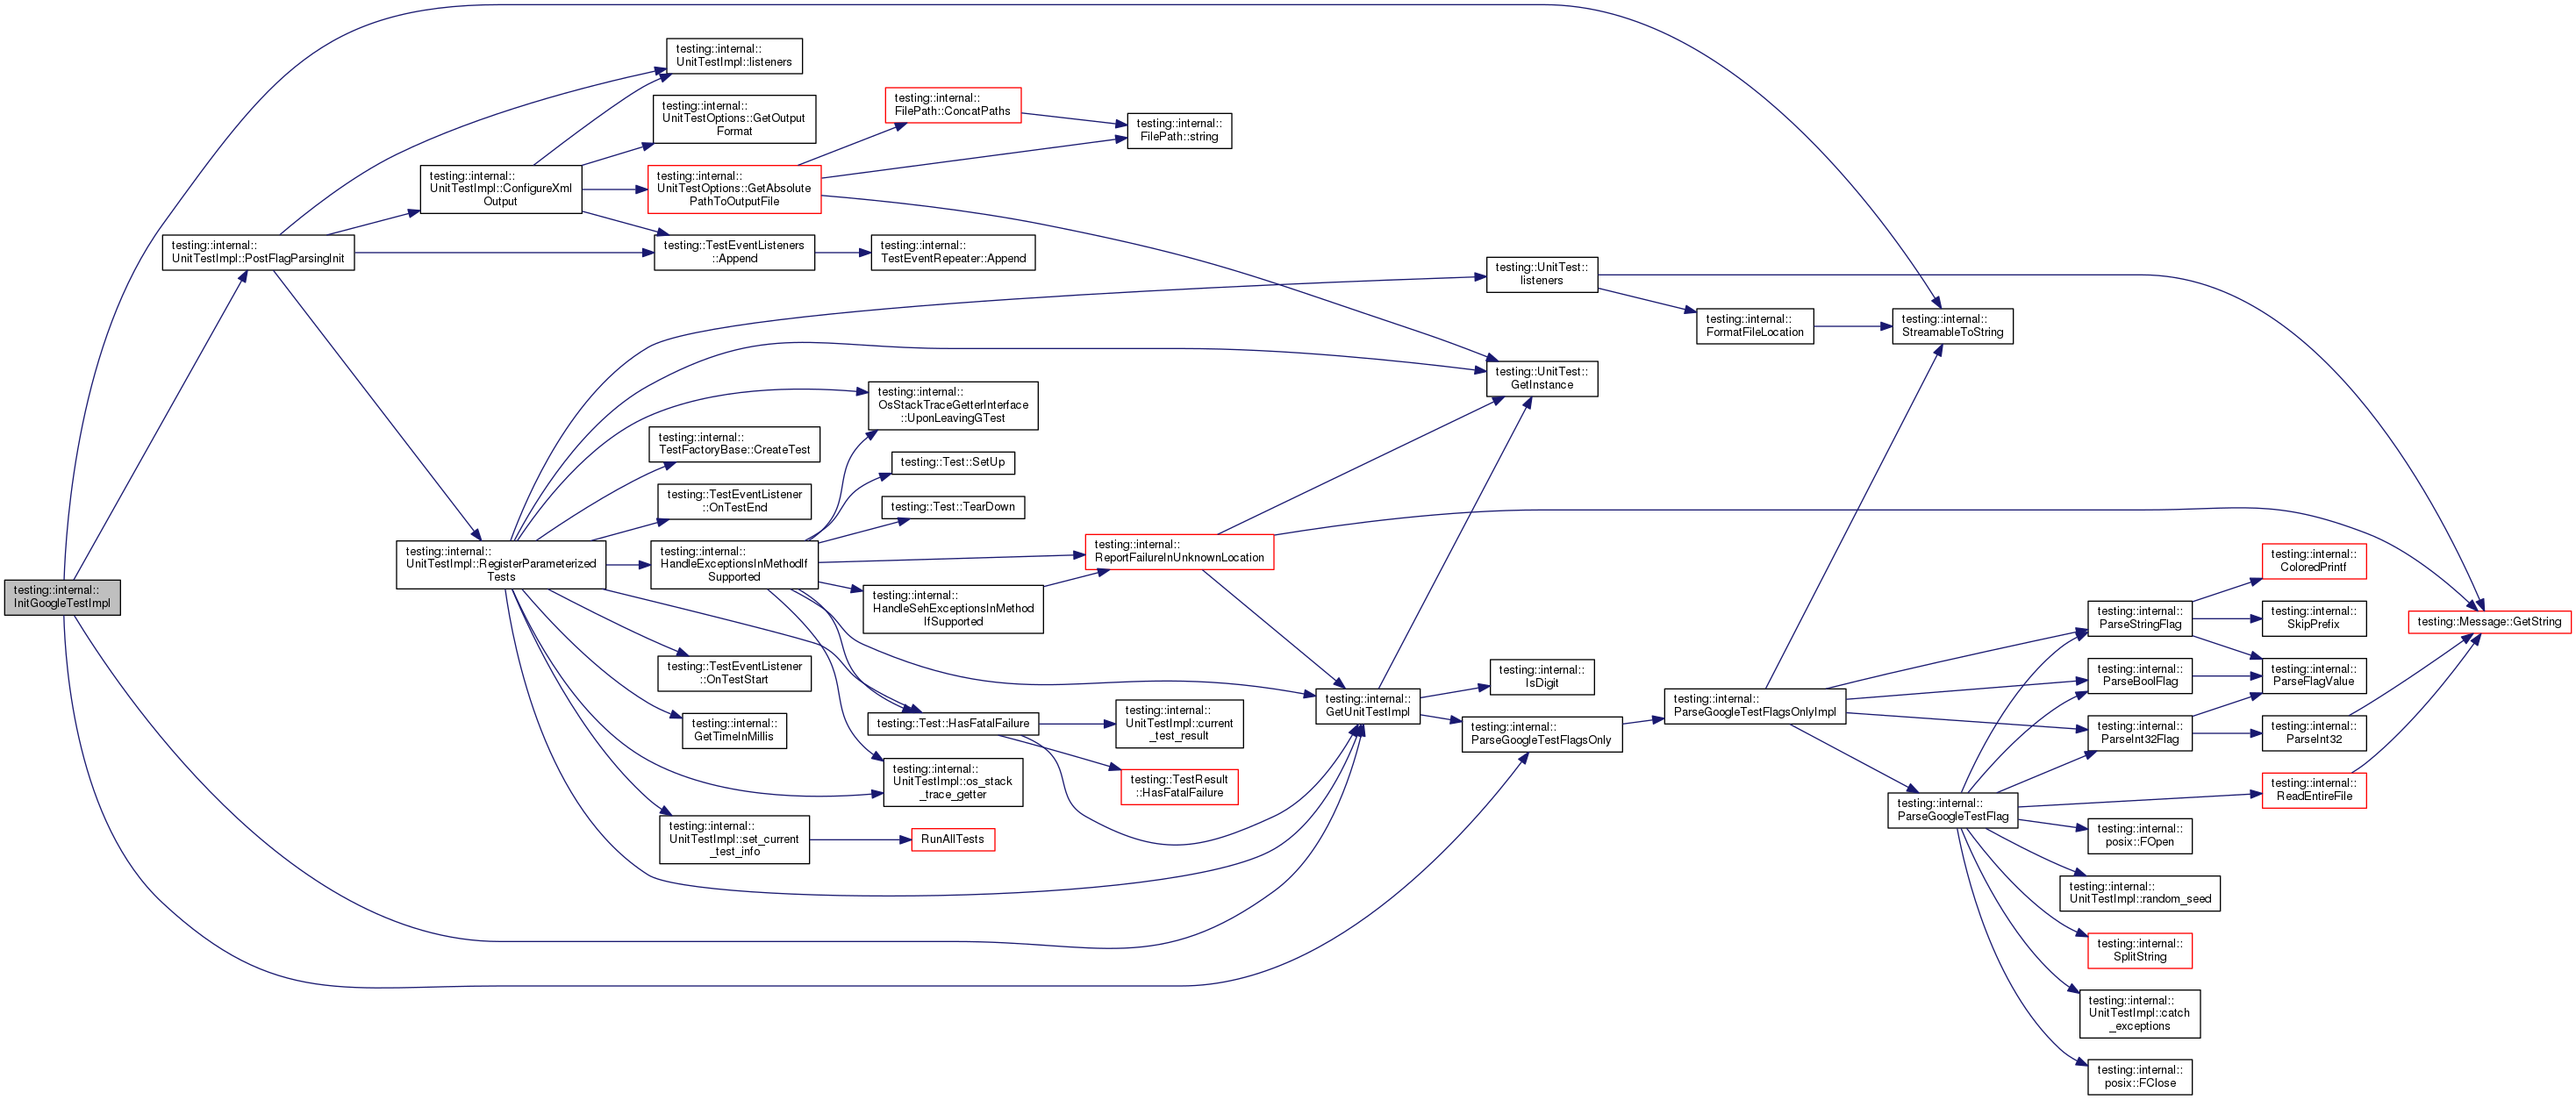 testing::internal::
InitGoogleTestImpl
testing::internal::
UnitTestImpl::PostFlagParsingInit
testing::internal::
UnitTestImpl::ConfigureXml
Output
testing::internal::
UnitTestImpl::RegisterParameterized
Tests
testing::internal::
UnitTestImpl::listeners
testing::internal::
UnitTestOptions::GetOutput
Format
testing::internal::
UnitTestOptions::GetAbsolute
PathToOutputFile
testing::TestEventListeners
::Append
testing::internal::
TestFactoryBase::CreateTest
testing::TestEventListener
::OnTestEnd
testing::internal::
HandleExceptionsInMethodIf
Supported
testing::TestEventListener
::OnTestStart
testing::internal::
GetTimeInMillis
testing::internal::
UnitTestImpl::set_current
_test_info
testing::internal::
FilePath::ConcatPaths
testing::internal::
TestEventRepeater::Append
testing::internal::
OsStackTraceGetterInterface
::UponLeavingGTest
testing::Test::SetUp
testing::Test::TearDown
testing::internal::
HandleSehExceptionsInMethod
IfSupported
testing::Test::HasFatalFailure
testing::internal::
UnitTestImpl::os_stack
_trace_getter
RunAllTests
testing::internal::
FilePath::string
testing::internal::
ReportFailureInUnknownLocation
testing::internal::
UnitTestImpl::current
_test_result
testing::TestResult
::HasFatalFailure
testing::internal::
GetUnitTestImpl
testing::UnitTest::
listeners
testing::UnitTest::
GetInstance
testing::internal::
IsDigit
testing::internal::
ParseGoogleTestFlagsOnly
testing::internal::
FormatFileLocation
testing::internal::
ParseGoogleTestFlagsOnlyImpl
testing::internal::
StreamableToString
testing::internal::
ParseGoogleTestFlag
testing::internal::
ParseStringFlag
testing::internal::
ParseBoolFlag
testing::internal::
ParseInt32Flag
testing::internal::
posix::FOpen
testing::internal::
UnitTestImpl::random_seed
testing::internal::
SplitString
testing::internal::
UnitTestImpl::catch
_exceptions
testing::internal::
posix::FClose
testing::internal::
ColoredPrintf
testing::internal::
SkipPrefix
testing::internal::
ParseFlagValue
testing::internal::
ParseInt32
testing::internal::
ReadEntireFile
testing::Message::GetString